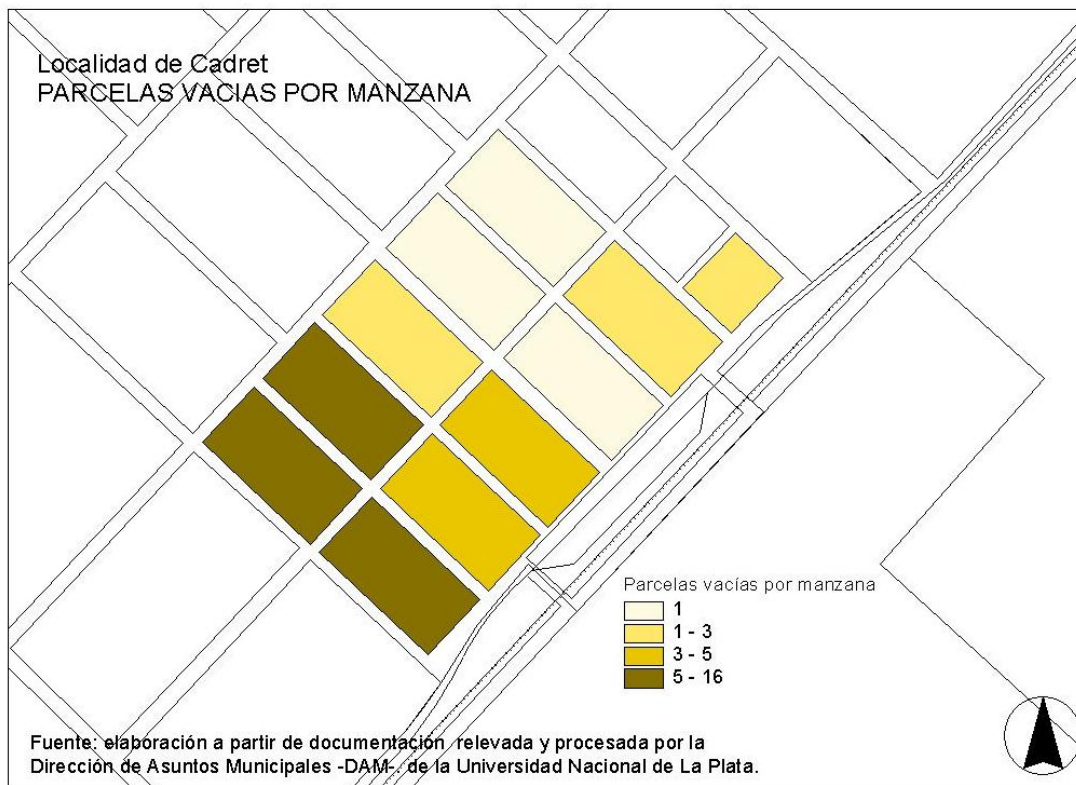 Localidad de Cadret
PARCELAS VACIAS POR MANZANA
Parcelas vacías por manzana
1
1 - 3
3 - 5
5 - 16
Fuente: elaboración a partir de documentación relevada y procesada por la
Dirección de Asuntos Municipales -DAM-. de la Universidad Nacional de La Plata.